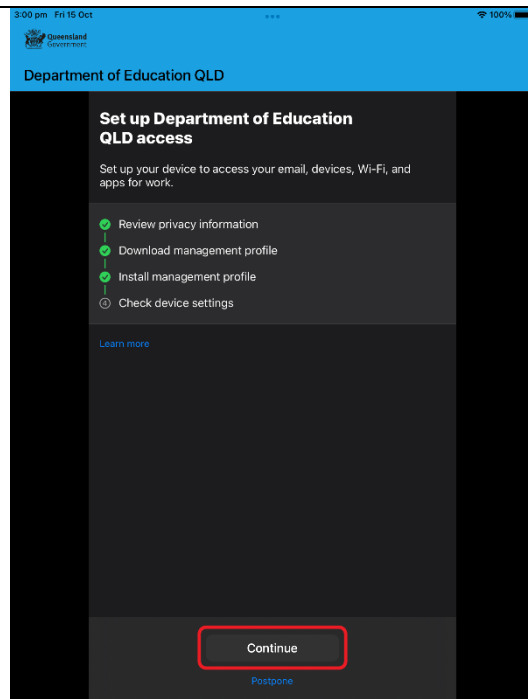 3:00 pm Fri 15 Oct
100%
Queensland
Government
Department of Education QLD
Set up Department of Education
QLD access
Set up your device to access your email, devices, Wi-Fi, and
apps for work.
Review privacy information
Download management profile
Install management profile
4 Check device settings
Learn more
Continue
Postpone